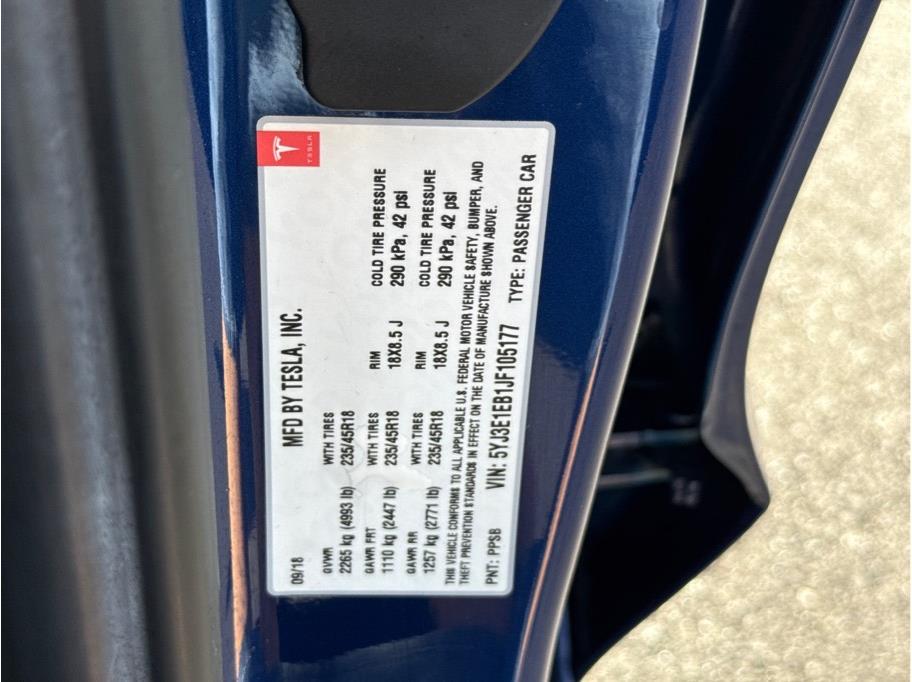 TESLA
MFD BY TESLA, INC.
09/18
GVWR WITH TIRES RIM COLD TIRE PRESSURE
2265 kg (4993 lb) 235/45R18 18X8.5 J 290 kPa, 42 psi
GAWR FRT WITH TIRES RIM COLD TIRE PRESSURE
1110 kg (2447 lb) 235/45R18 18X8.5 J 290 kPa, 42 psi
GAWR RR WITH TIRES
1257 kg (2771 lb) 235/45R18
THIS VEHICLE CONFORMS TO ALL APPLICABLE U.S. FEDERAL MOTOR VEHICLE SAFETY, BUMPER, AND
THEFT PREVENTION STANDARDS IN EFFECT ON THE DATE OF MANUFACTURE SHOWN ABOVE.
PNT: PPSB VIN: 5YJ3E1EB1JF105177 TYPE: PASSENGER CAR